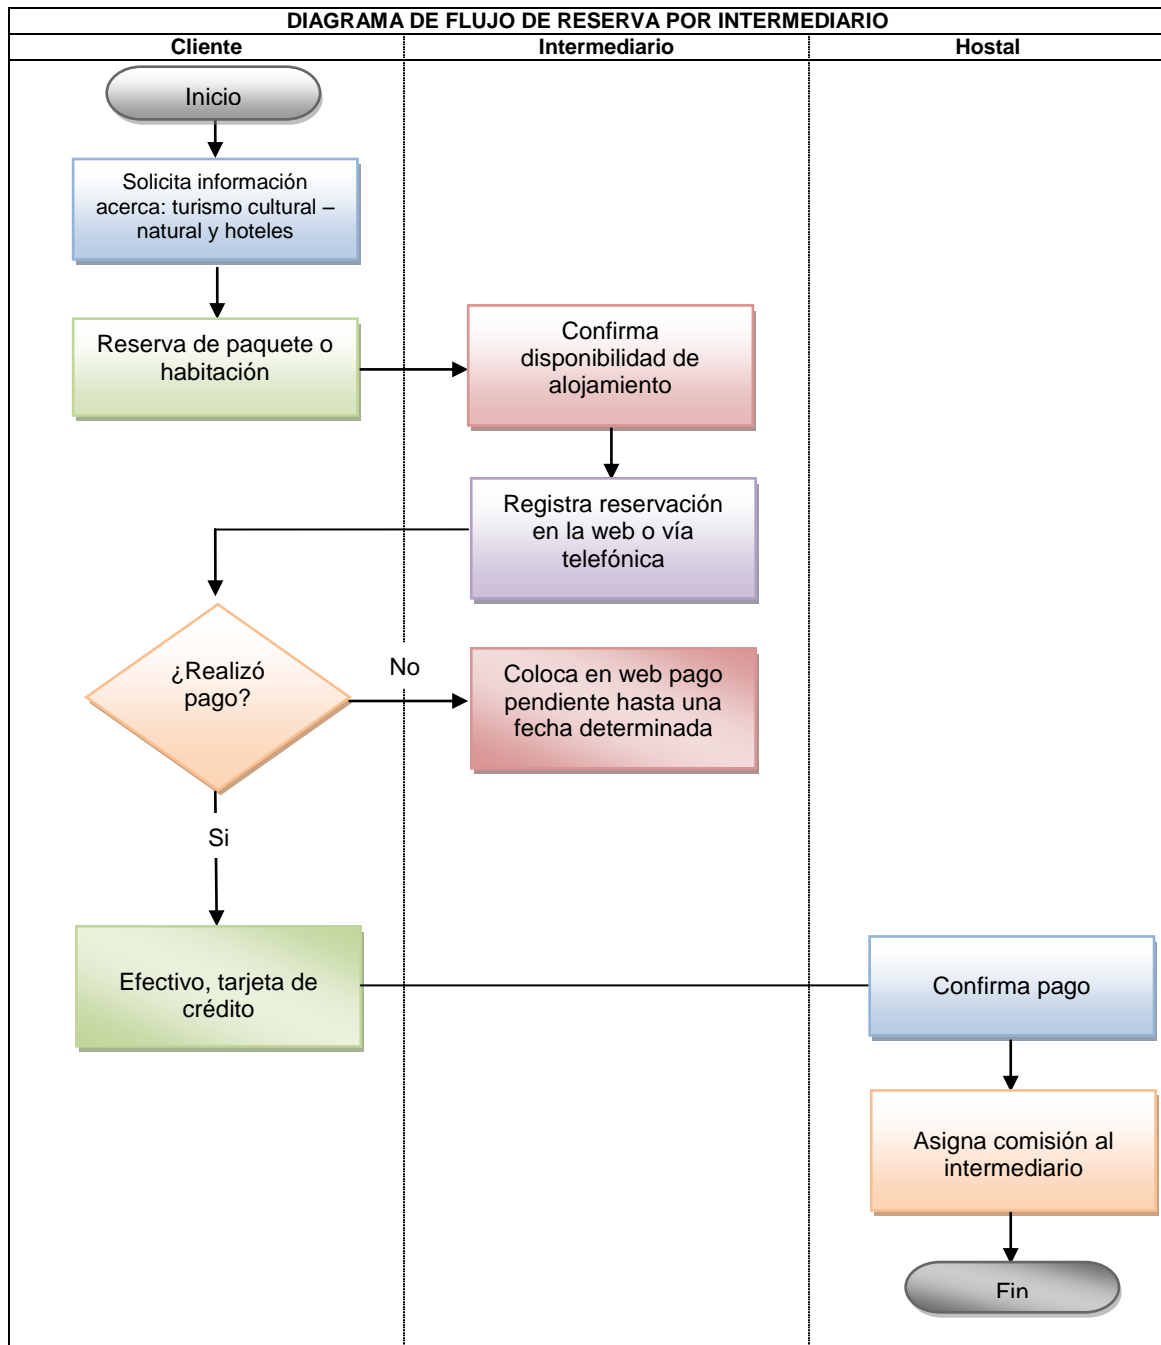 DIAGRAMA DE FLUJO DE RESERVA POR INTERMEDIARIO
Cliente
Intermediario
Hostal
Inicio
Solicita información
acerca: turismo cultural –
natural y hoteles
Reserva de paquete o
habitación
Confirma
disponibilidad de
alojamiento
Registra reservación
en la web o vía
telefónica
¿Realizó
pago?
No
Coloca en web pago
pendiente hasta una
fecha determinada
Si
Efectivo, tarjeta de
crédito
Confirma pago
Asigna comisión al
intermediario
Fin